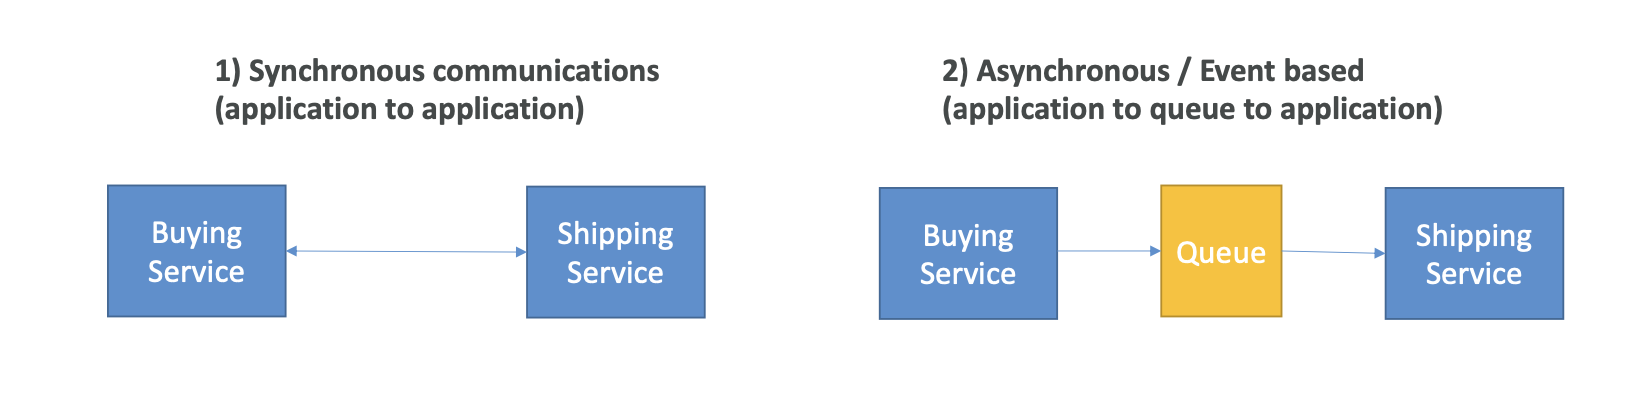 1) Synchronous communications
(application to application)
Buying
Service
Shipping
Service
2) Asynchronous / Event based
(application to queue to application)
Buying
Service
Queue
Shipping
Service